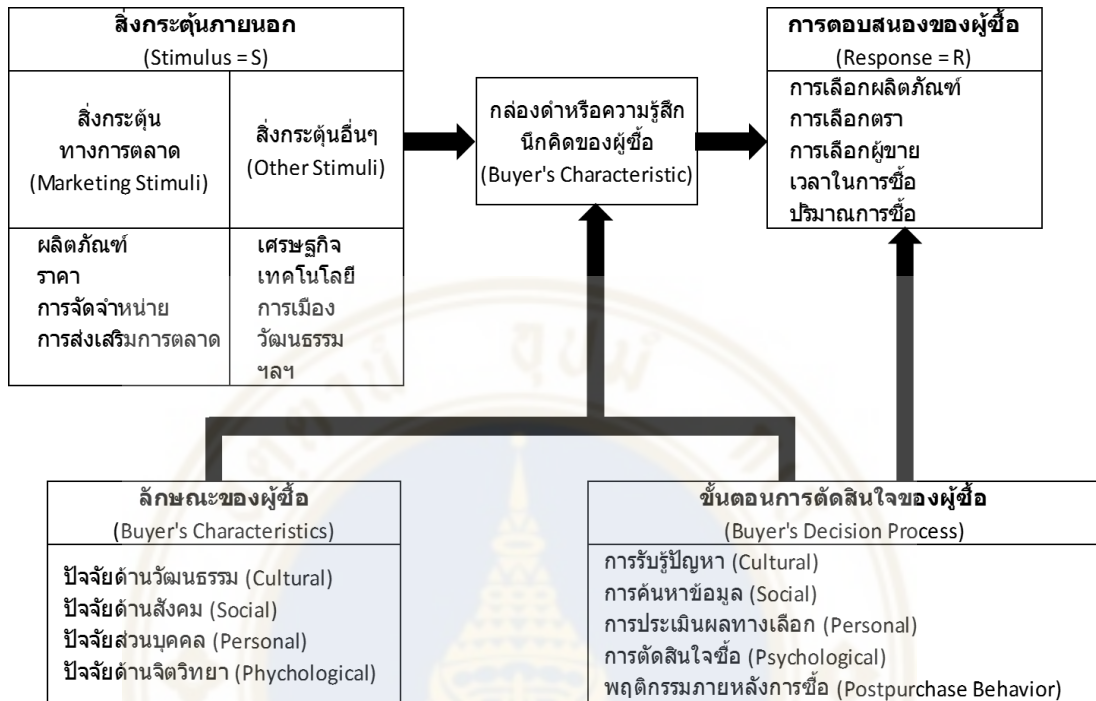 สิ่งกระตุ้นภายนอก
(Stimulus = S)
สิ่งกระตุ้น
ทางการตลาด
(Marketing Stimuli)
สิ่งกระตุ้นอื่นๆ
(Other Stimuli)
ผลิตภัณฑ์
ราคา
การจัดจำหน่าย
การส่งเสริมการตลาด
เศรษฐกิจ
เทคโนโลยี
การเมือง
วัฒนธรรม
ฯลฯ
กล่องดำหรือความรู้สึก
นึกคิดของผู้ซื้อ
(Buyer's Characteristic)
การตอบสนองของผู้ซื้อ
(Response = R)
การเลือกผลิตภัณฑ์
การเลือกตรา
การเลือกผู้ขาย
เวลาในการซื้อ
ปริมาณการซื้อ
ลักษณะของผู้ซื้อ
(Buyer's Characteristics)
ปัจจัยด้านวัฒนธรรม (Cultural)
ปัจจัยด้านสังคม (Social)
ปัจจัยส่วนบุคคล (Personal)
ปัจจัยด้านจิตวิทยา (Phychological)
ขั้นตอนการตัดสินใจของผู้ซื้อ
(Buyer's Decision Process)
การรับรู้ปัญหา (Cultural)
การค้นหาข้อมูล (Social)
การประเมินผลทางเลือก (Personal)
การตัดสินใจซื้อ (Psychological)
พฤติกรรมภายหลังการซื้อ (Postpurchase Behavior)